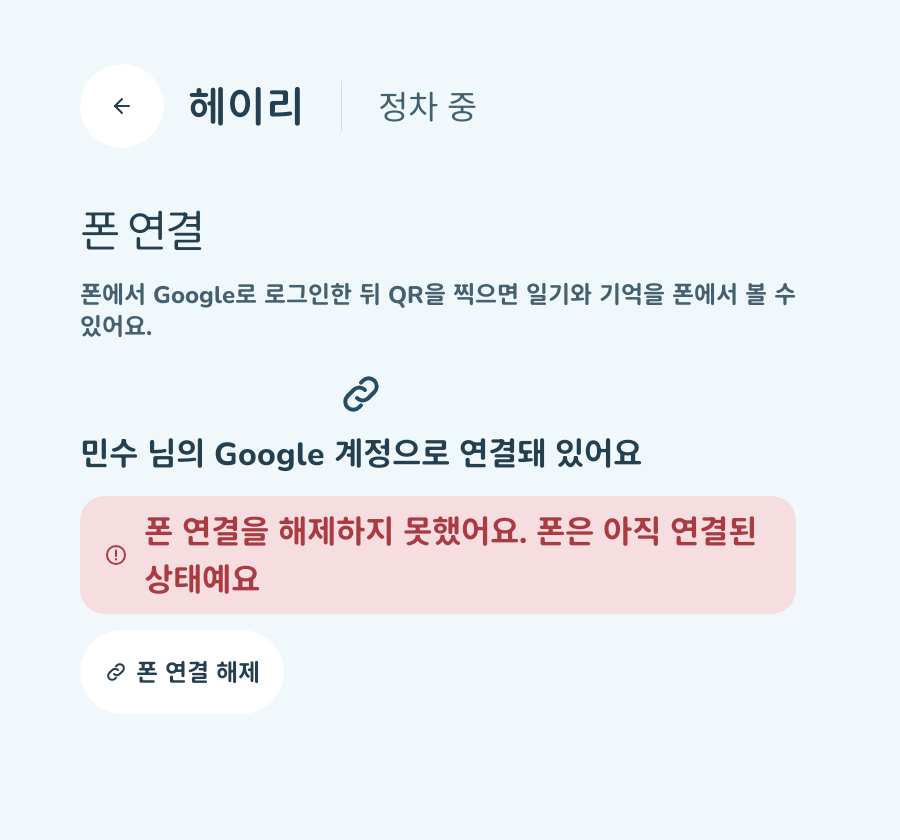 헤이리
정차 중
폰 연결
폰에서 Google로 로그인한 뒤 QR을 찍으면 일기와 기억을 폰에서 볼 수
있어요.
민수 님의 Google 계정으로 연결돼 있어요
폰 연결을 해제하지 못했어요. 폰은 아직 연결된
상태예요
폰 연결 해제